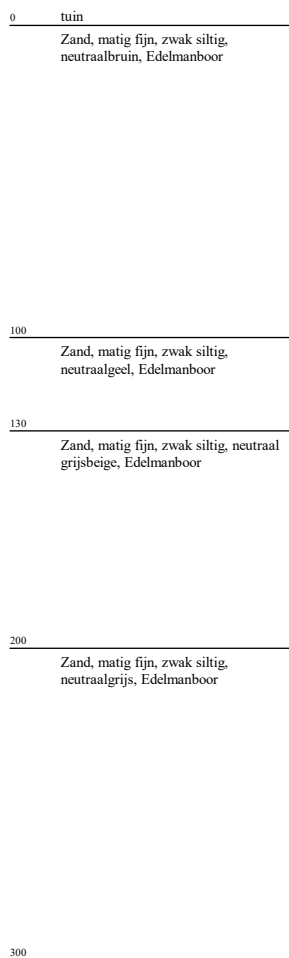 0 tuin
Zand, matig fijn, zwak siltig,
neutraalbruin, Edelmanboor
100
Zand, matig fijn, zwak siltig,
neutraalgeel, Edelmanboor
130
Zand, matig fijn, zwak siltig, neutraal
grijsbeige, Edelmanboor
200
Zand, matig fijn, zwak siltig,
neutraalgrijs, Edelmanboor
300